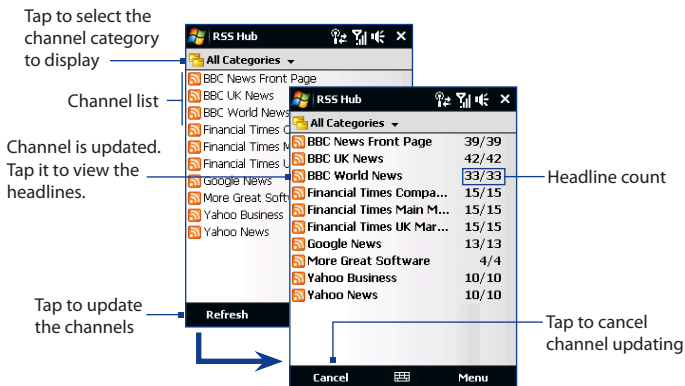 Tap to select the
channel category
to display
Channel list
Channel is updated.
Tap it to view the
headlines.
Tap to update
the channels
RSS Hub
All Categories
BBC News Front Page
BBC UK News
BBC World News
Financial Times C
Financial Times M
Financial Times U
Google News
More Great Soft
Yahoo Business
Yahoo News
Refresh
RSS Hub
All Categories
BBC News Front Page 39/39
BBC UK News 42/42
BBC World News 33/33
Financial Times Compa... 15/15
Financial Times Main M... 15/15
Financial Times UK Mar... 15/15
Google News 13/13
More Great Software 4/4
Yahoo Business 10/10
Yahoo News 10/10
Cancel Menu
Headline count
Tap to cancel
channel updating